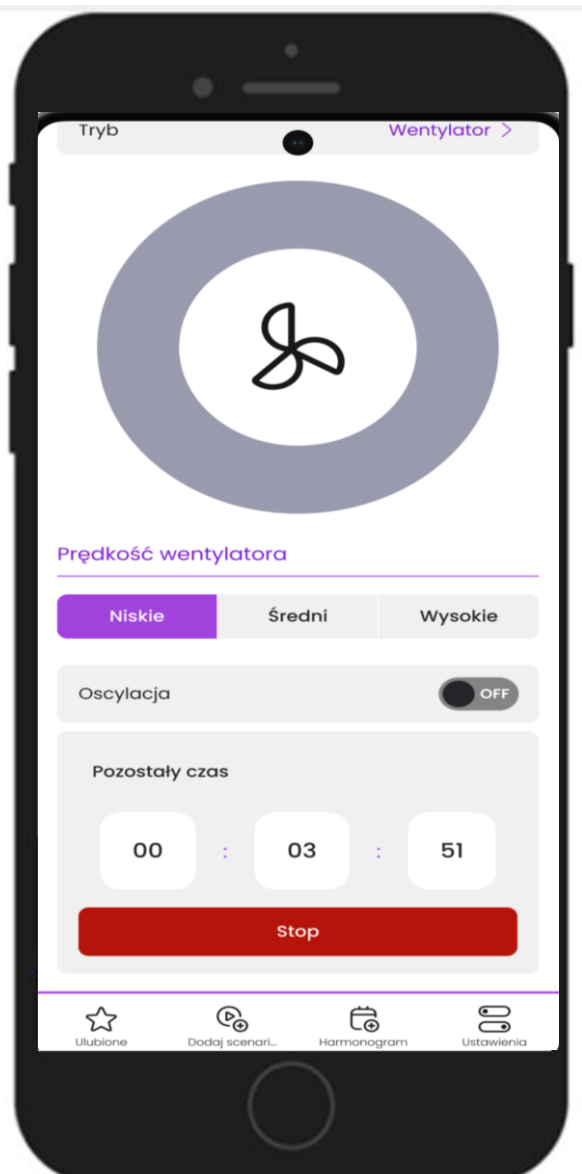 Tryb Wentylator >
Prędkość wentylatora
Niskie Średni Wysokie
Oscylacja OFF
Pozostały czas
00 : 03 : 51
Stop
Ulubione Dodaj scenari... Harmonogram Ustawienia